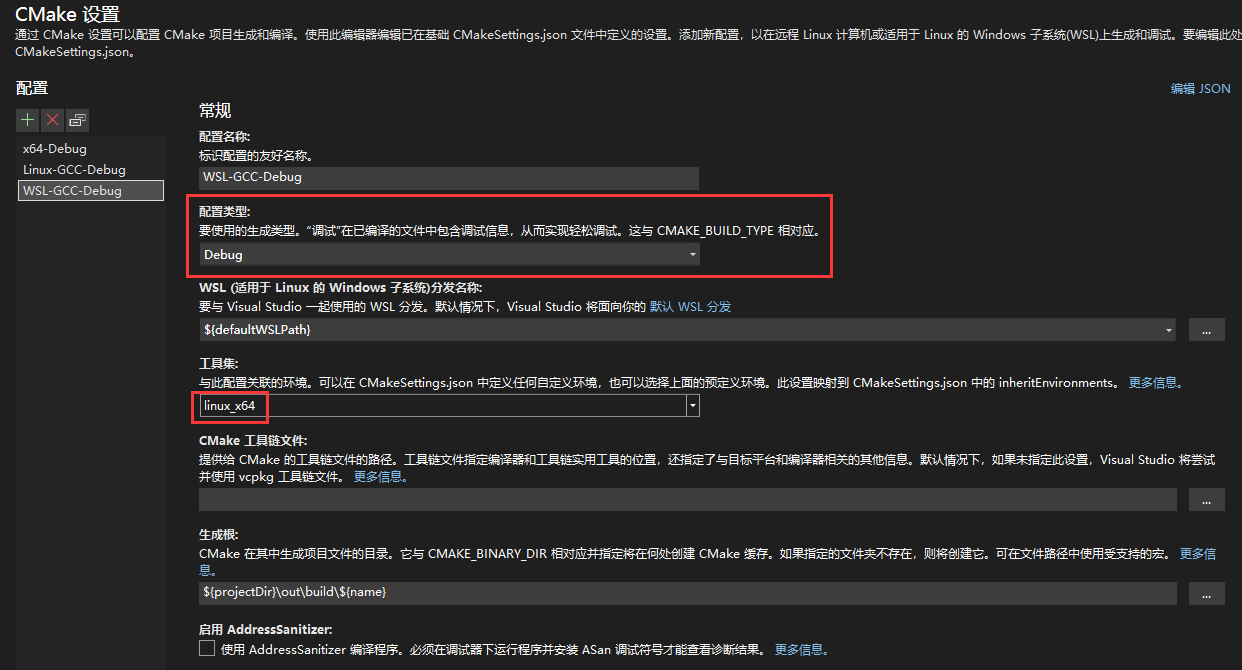 CMake 设置
通过 CMake 设置可以配置 CMake 项目生成和编译。使用此编辑器编辑已在基础 CMakeSettings.json 文件中定义的设置。添加新配置，以在远程 Linux 计算机或适用于 Linux 的 Windows 子系统(WSL)上生成和调试。要编辑此处
CMakeSettings.json。
配置
编辑 JSON
x64-Debug
Linux-GCC-Debug
WSL-GCC-Debug
常规
配置名称:
标识配置的友好名称。
WSL-GCC-Debug
配置类型:
要使用的生成类型。“调试”在已编译的文件中包含调试信息，从而实现轻松调试。这与 CMAKE_BUILD_TYPE 相对应。
Debug
WSL (适用于 Linux 的 Windows 子系统)分发名称:
要与 Visual Studio 一起使用的 WSL 分发。默认情况下，Visual Studio 将面向你的 默认 WSL 分发
${defaultWSLPath}
...
工具集:
与此配置关联的环境。可以在 CMakeSettings.json 中定义任何自定义环境，也可以选择上面的预定义环境。此设置映射到 CMakeSettings.json 中的 inheritEnvironments。 更多信息。
linux_x64
CMake 工具链文件:
提供给 CMake 的工具链文件的路径。工具链文件指定编译器和工具链实用工具的位置，还指定了与目标平台和编译器相关的其他信息。默认情况下，如果未指定此设置，Visual Studio 将尝试
并使用 vcpkg 工具链文件。 更多信息。
...
生成根:
CMake 在其中生成项目文件的目录。它与 CMAKE_BINARY_DIR 相对应并指定将在何处创建 CMake 缓存。如果指定的文件夹不存在，则将创建它。可在文件路径中使用受支持的宏。 更多信
息。
${projectDir}\out\build\${name}
...
启用 AddressSanitizer:
使用 AddressSanitizer 编译程序。必须在调试器下运行程序并安装 ASan 调试符号才能查看诊断结果。 更多信息。